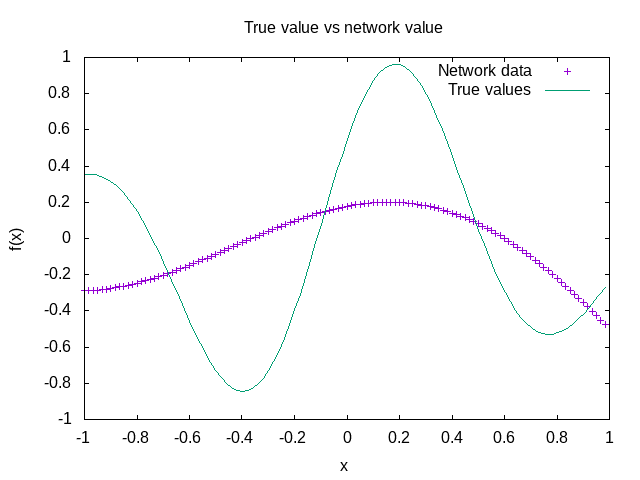 True value vs network value
Network data
True values
1
0.8
0.6
0.4
0.2
0
-0.2
-0.4
-0.6
-0.8
-1
f(x)
-1 -0.8 -0.6 -0.4 -0.2 0 0.2 0.4 0.6 0.8 1
x